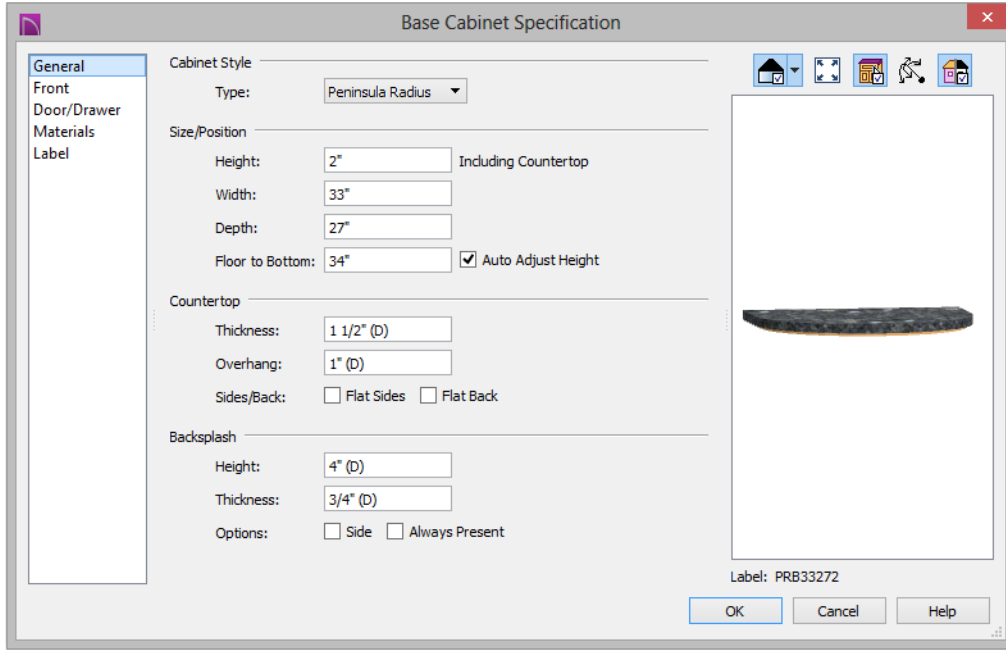 Base Cabinet Specification
General
Front
Door/Drawer
Materials
Label
Cabinet Style
Type: Peninsula Radius
Size/Position
Height: 2" Including Countertop
Width: 33"
Depth: 27"
Floor to Bottom: 34" Auto Adjust Height
Countertop
Thickness: 1 1/2" (D)
Overhang: 1" (D)
Sides/Back: Flat Sides Flat Back
Backsplash
Height: 4" (D)
Thickness: 3/4" (D)
Options: Side Always Present
Label: PRB33272
OK Cancel Help